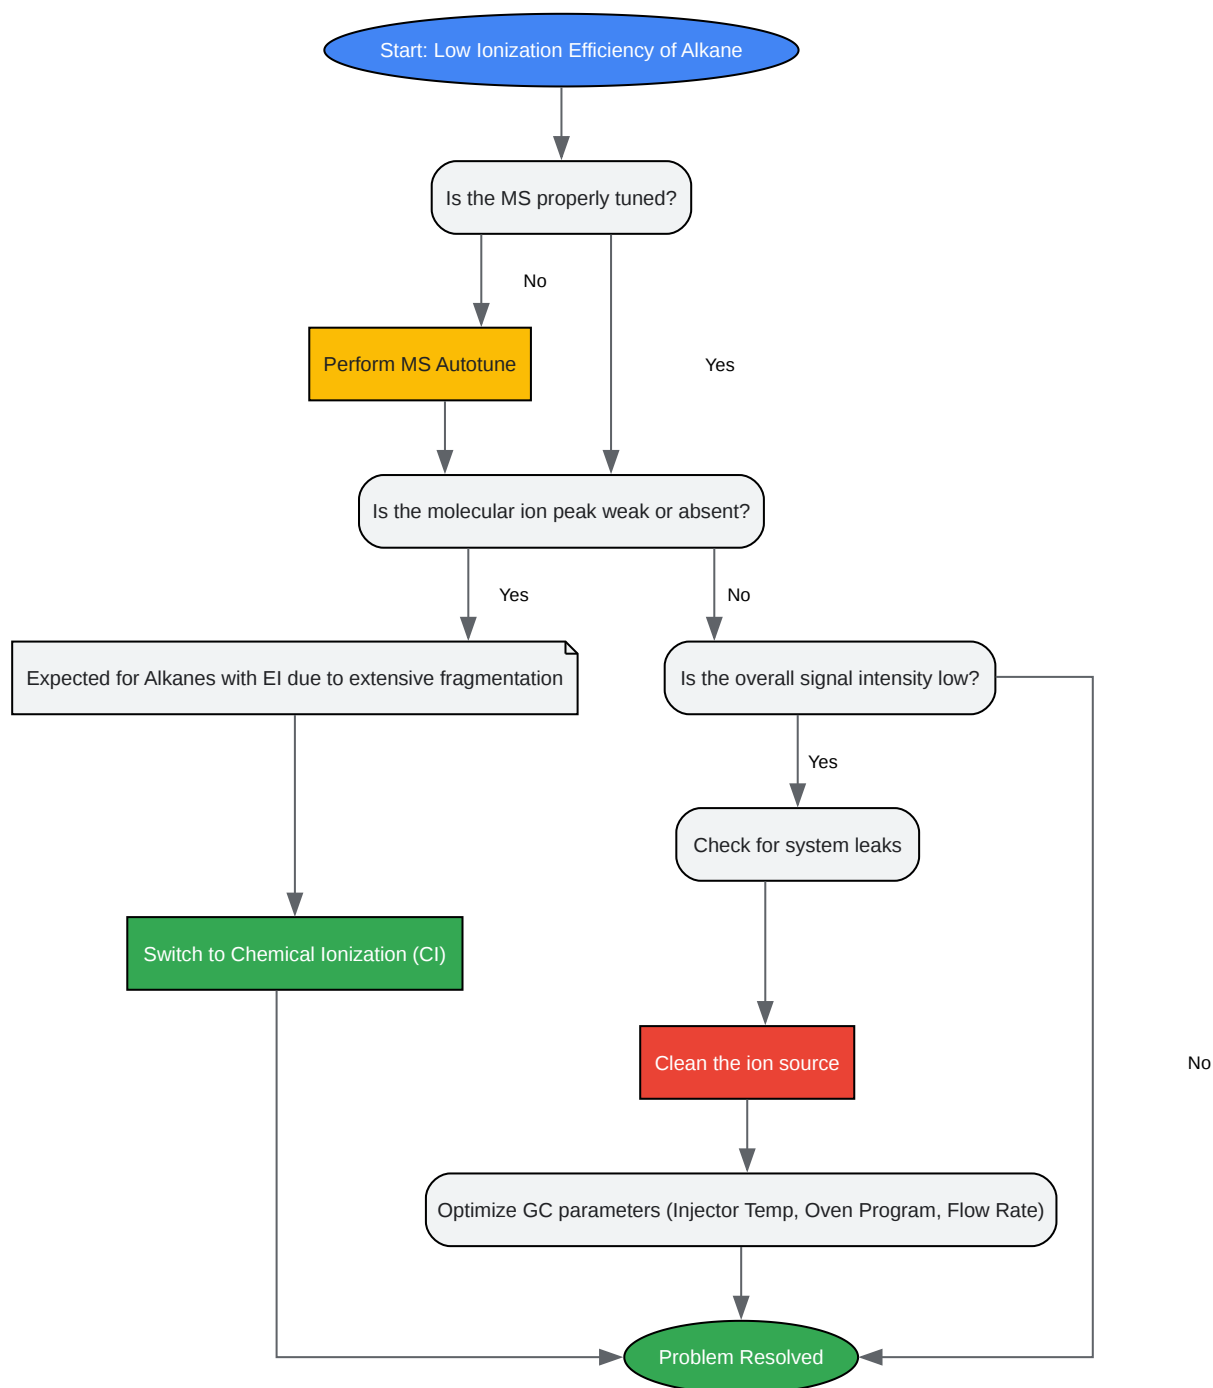 Start: Low Ionization Efficiency of Alkane
Is the MS properly tuned?
No
Perform MS Autotune
Yes
Is the molecular ion peak weak or absent?
Yes
No
Expected for Alkanes with EI due to extensive fragmentation
Is the overall signal intensity low?
Yes
Check for system leaks
Switch to Chemical Ionization (CI)
Clean the ion source
No
Optimize GC parameters (Injector Temp, Oven Program, Flow Rate)
Problem Resolved